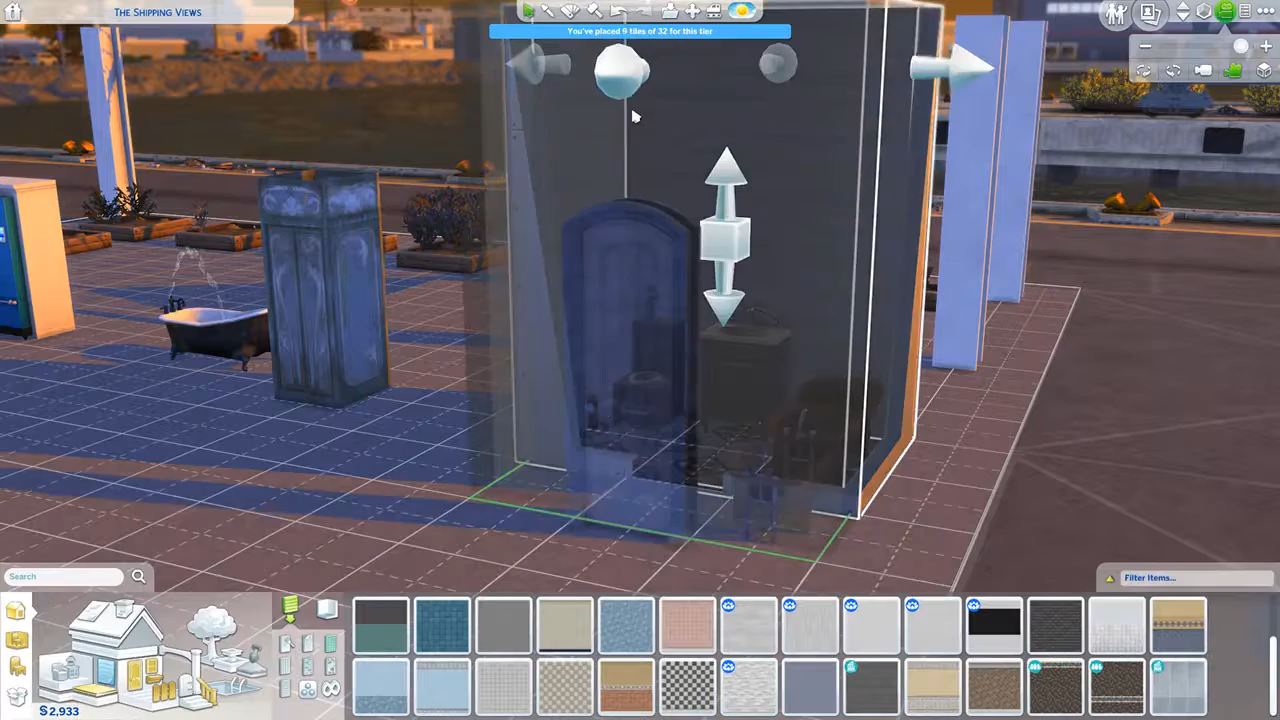 THE SHIPPING VIEWS
You've placed 9 tiles of 32 for this tier
Search
Filter Items...
§2,933